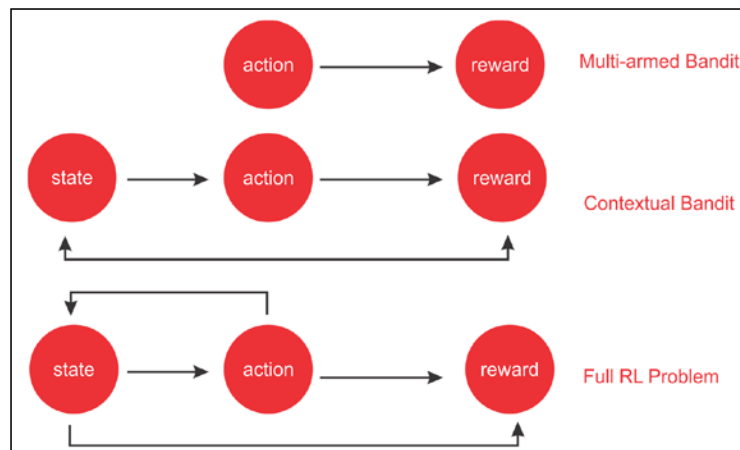 action reward Multi-armed Bandit
state action reward
Contextual Bandit
state action reward Full RL Problem